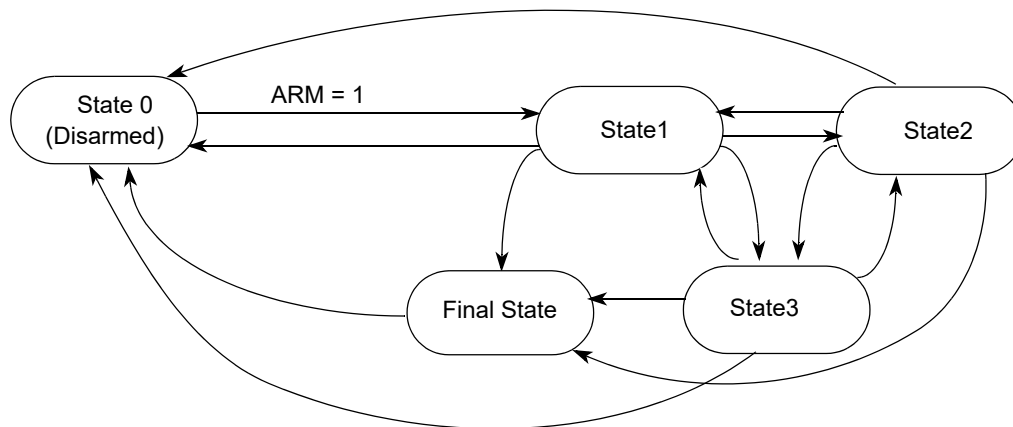 State 0
(Disarmed)
ARM = 1
State1
State2
Final State
State3